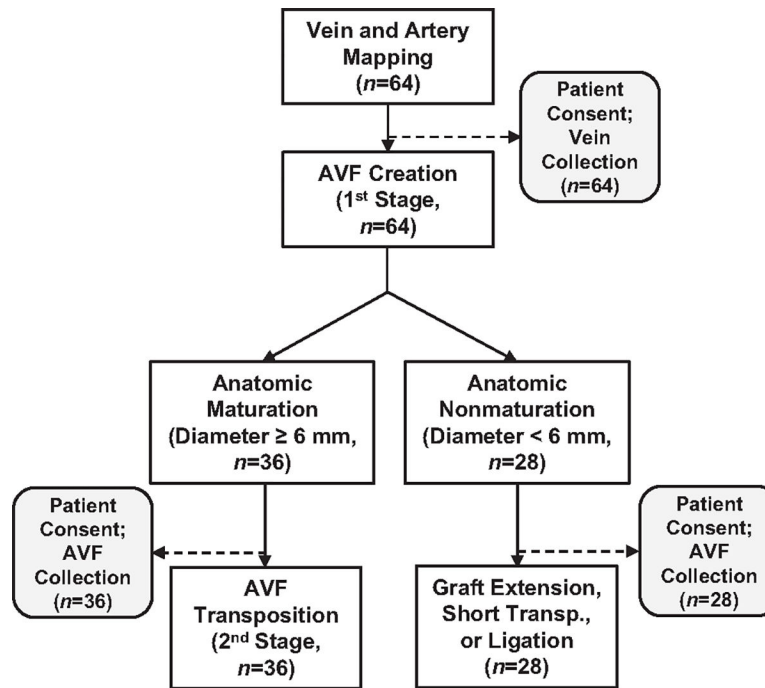 Vein and Artery
Mapping
(n=64)
Patient
Consent;
Vein
Collection
(n=64)
AVF Creation
(1st Stage,
n=64)
Anatomic
Maturation
(Diameter ≥ 6 mm,
n=36)
Anatomic
Nonmaturation
(Diameter < 6 mm,
n=28)
Patient
Consent;
AVF
Collection
(n=36)
Patient
Consent;
AVF
Collection
(n=28)
AVF
Transposition
(2nd Stage,
n=36)
Graft Extension,
Short Transp.,
or Ligation
(n=28)